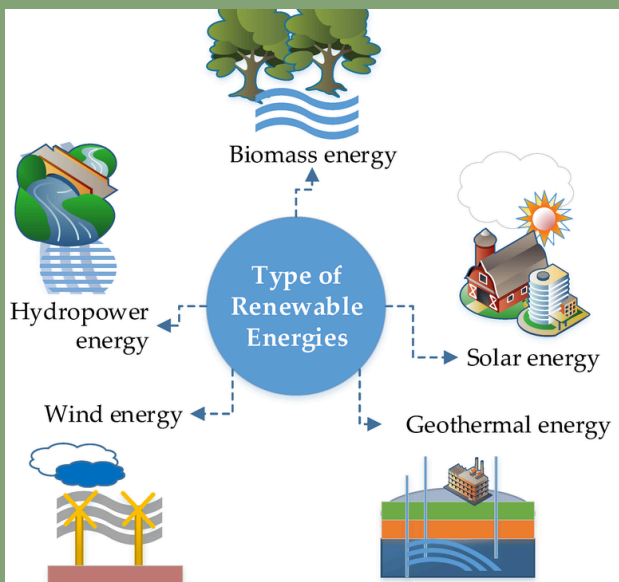 Biomass energy
Hydropower
energy
Type of
Renewable
Energies
Solar energy
Wind energy
Geothermal energy